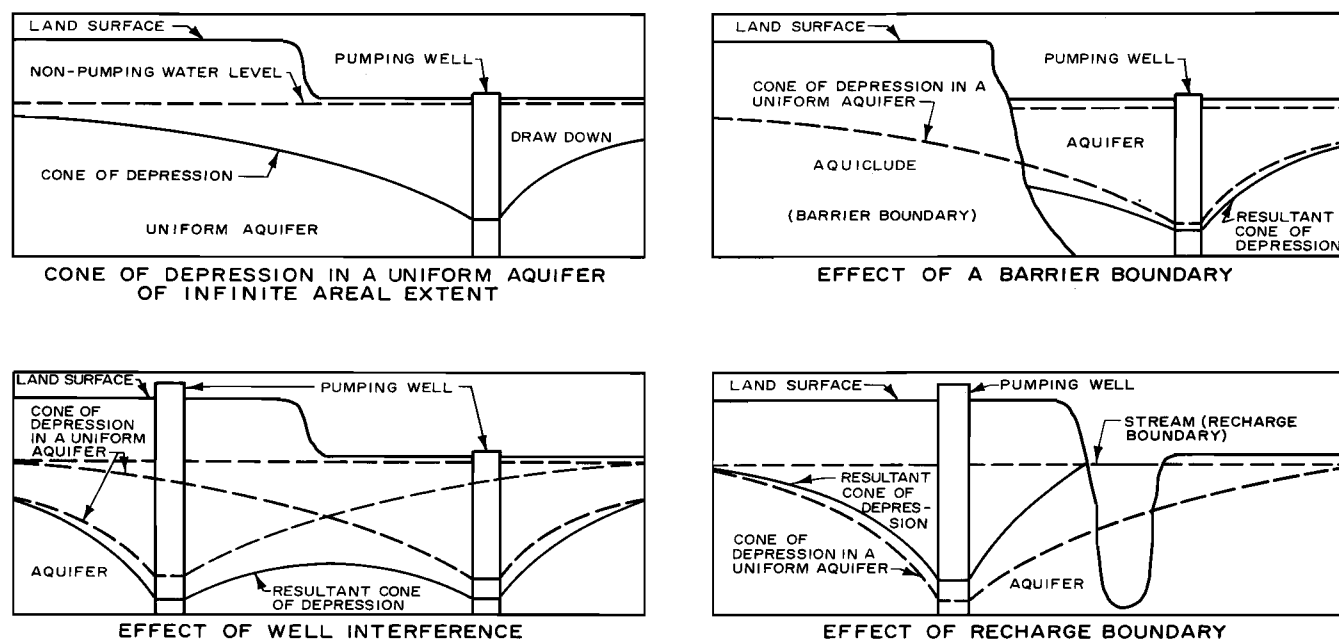 LAND SURFACE
NON-PUMPING WATER LEVEL
PUMPING WELL
DRAW DOWN
CONE OF DEPRESSION
UNIFORM AQUIFER
CONE OF DEPRESSION IN A UNIFORM AQUIFER
OF INFINITE AREAL EXTENT
LAND SURFACE
PUMPING WELL
CONE OF DEPRESSION IN A
UNIFORM AQUIFER
AQUIFER
AQUICLUDE
(BARRIER BOUNDARY)
RESULTANT
CONE OF
DEPRESSION
EFFECT OF A BARRIER BOUNDARY
LAND SURFACE
PUMPING WELL
CONE OF
DEPRESSION
IN A UNIFORM
AQUIFER
AQUIFER
RESULTANT CONE
OF DEPRESSION
EFFECT OF WELL INTERFERENCE
LAND SURFACE
PUMPING WELL
STREAM (RECHARGE
BOUNDARY)
RESULTANT
CONE OF
DEPRES-
SION
CONE OF
DEPRESSION IN A
UNIFORM AQUIFER
AQUIFER
EFFECT OF RECHARGE BOUNDARY